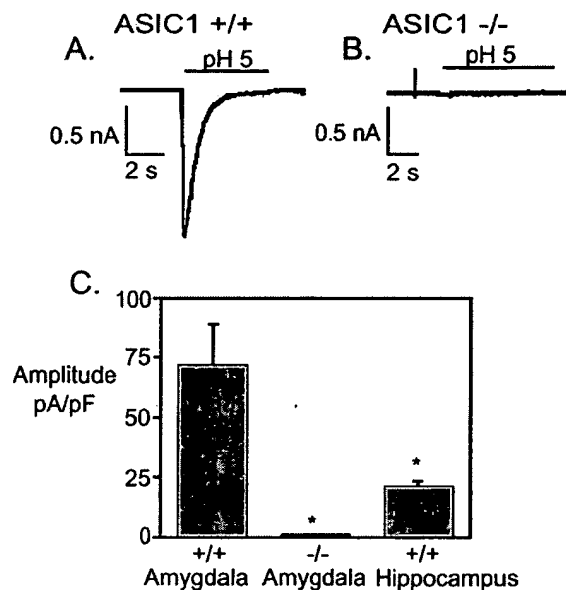 ASIC1 +/+
A.
pH 5
0.5 nA
2 s
ASIC1 -/-
B.
pH 5
0.5 nA
2 s
C.
100
75
50
25
0
Amplitude
pA/pF
*
*
+/+ -/- +/+
Amygdala Amygdala Hippocampus